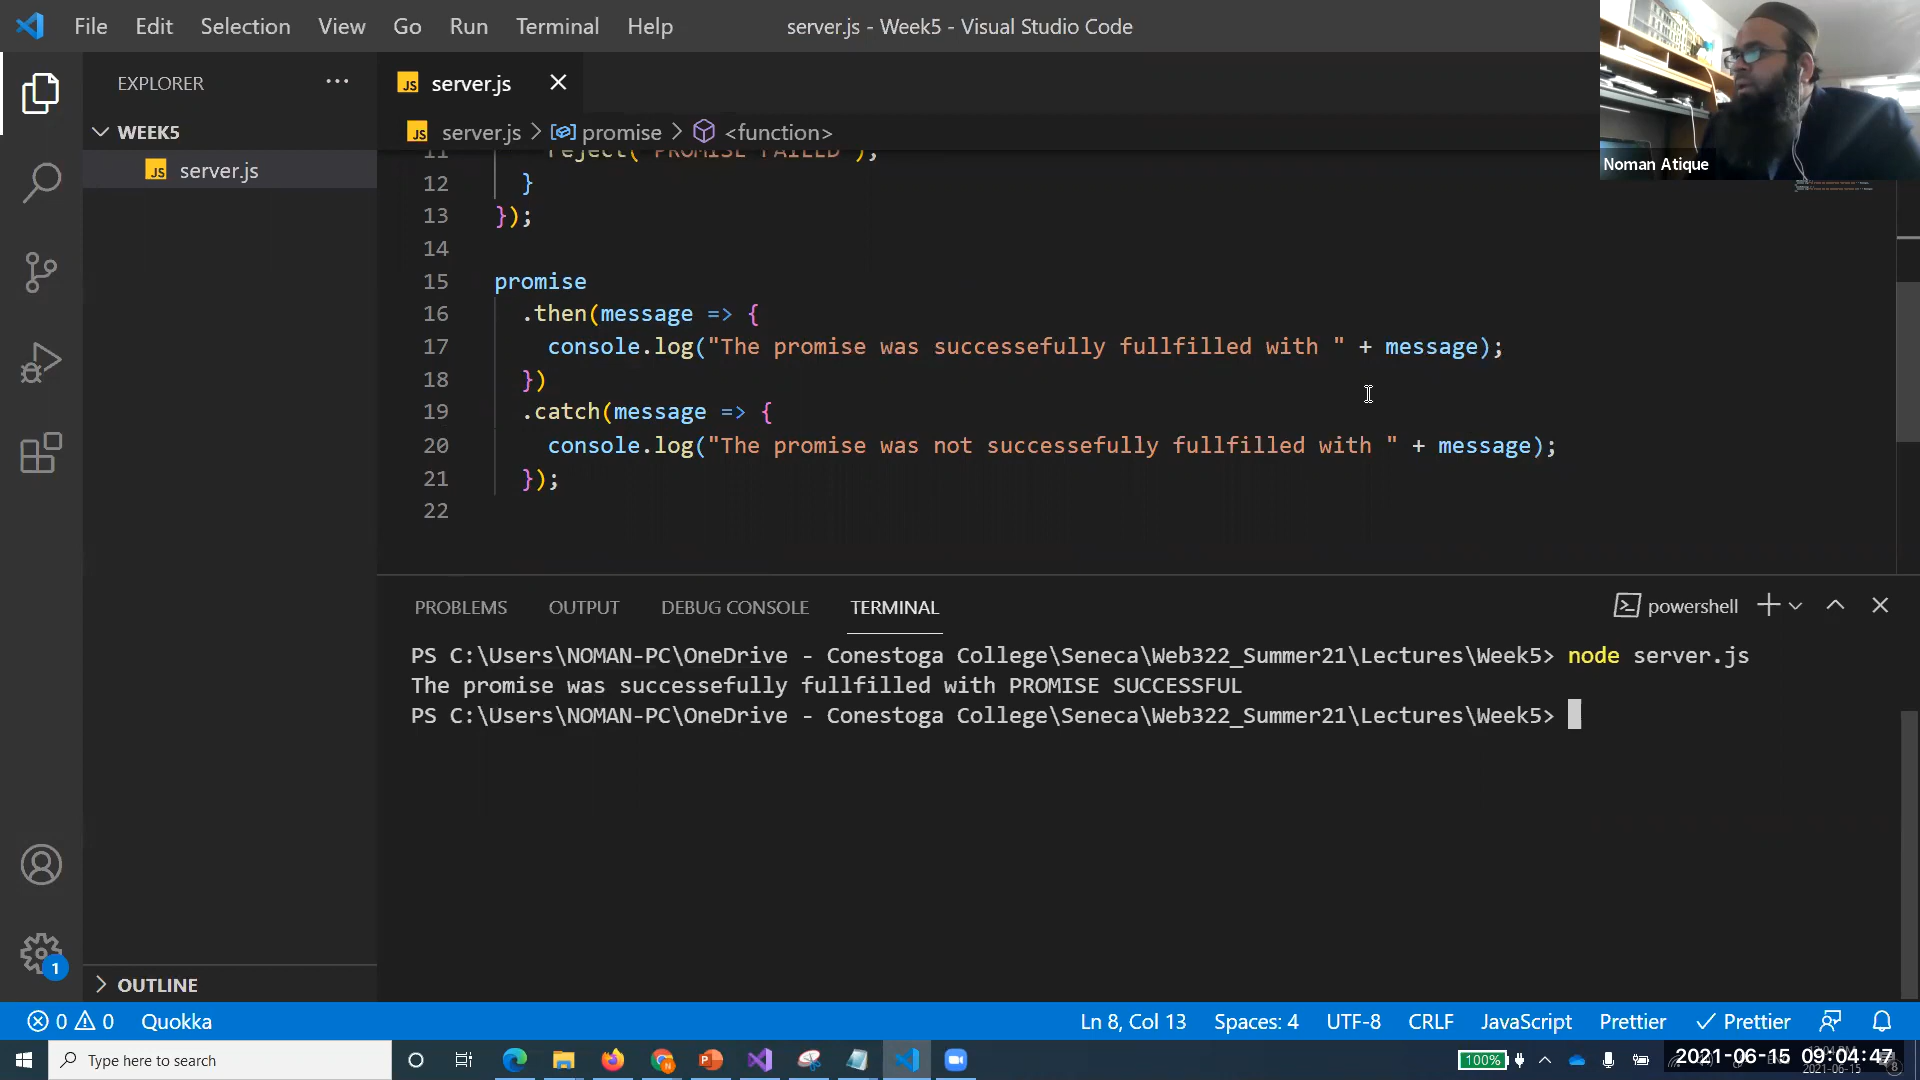 File Edit Selection View Go Run Terminal Help
server.js - Week5 - Visual Studio Code
Noman Atique
EXPLORER
WEEK5
server.js
OUTLINE
server.js
server.js > promise > <function>
11 reject("PROMISE FAILED");
12 }
13 });
14
15 promise
16 .then(message => {
17 console.log("The promise was successefully fullfilled with " + message);
18 })
19 .catch(message => {
20 console.log("The promise was not successefully fullfilled with " + message);
21 });
22
PROBLEMS OUTPUT DEBUG CONSOLE TERMINAL
powershell
PS C:\Users\NOMAN-PC\OneDrive - Conestoga College\Seneca\Web322_Summer21\Lectures\Week5> node server.js
The promise was successefully fullfilled with PROMISE SUCCESSFUL
PS C:\Users\NOMAN-PC\OneDrive - Conestoga College\Seneca\Web322_Summer21\Lectures\Week5>
1
0 0 Quokka
Ln 8, Col 13 Spaces: 4 UTF-8 CRLF JavaScript Prettier Prettier
Type here to search
100%
2021-06-15 09:04:47